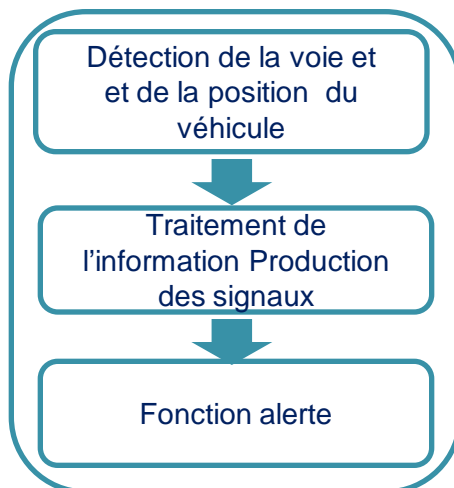 Détection de la voie et
et de la position du
véhicule
Traitement de
l'information Production
des signaux
Fonction alerte